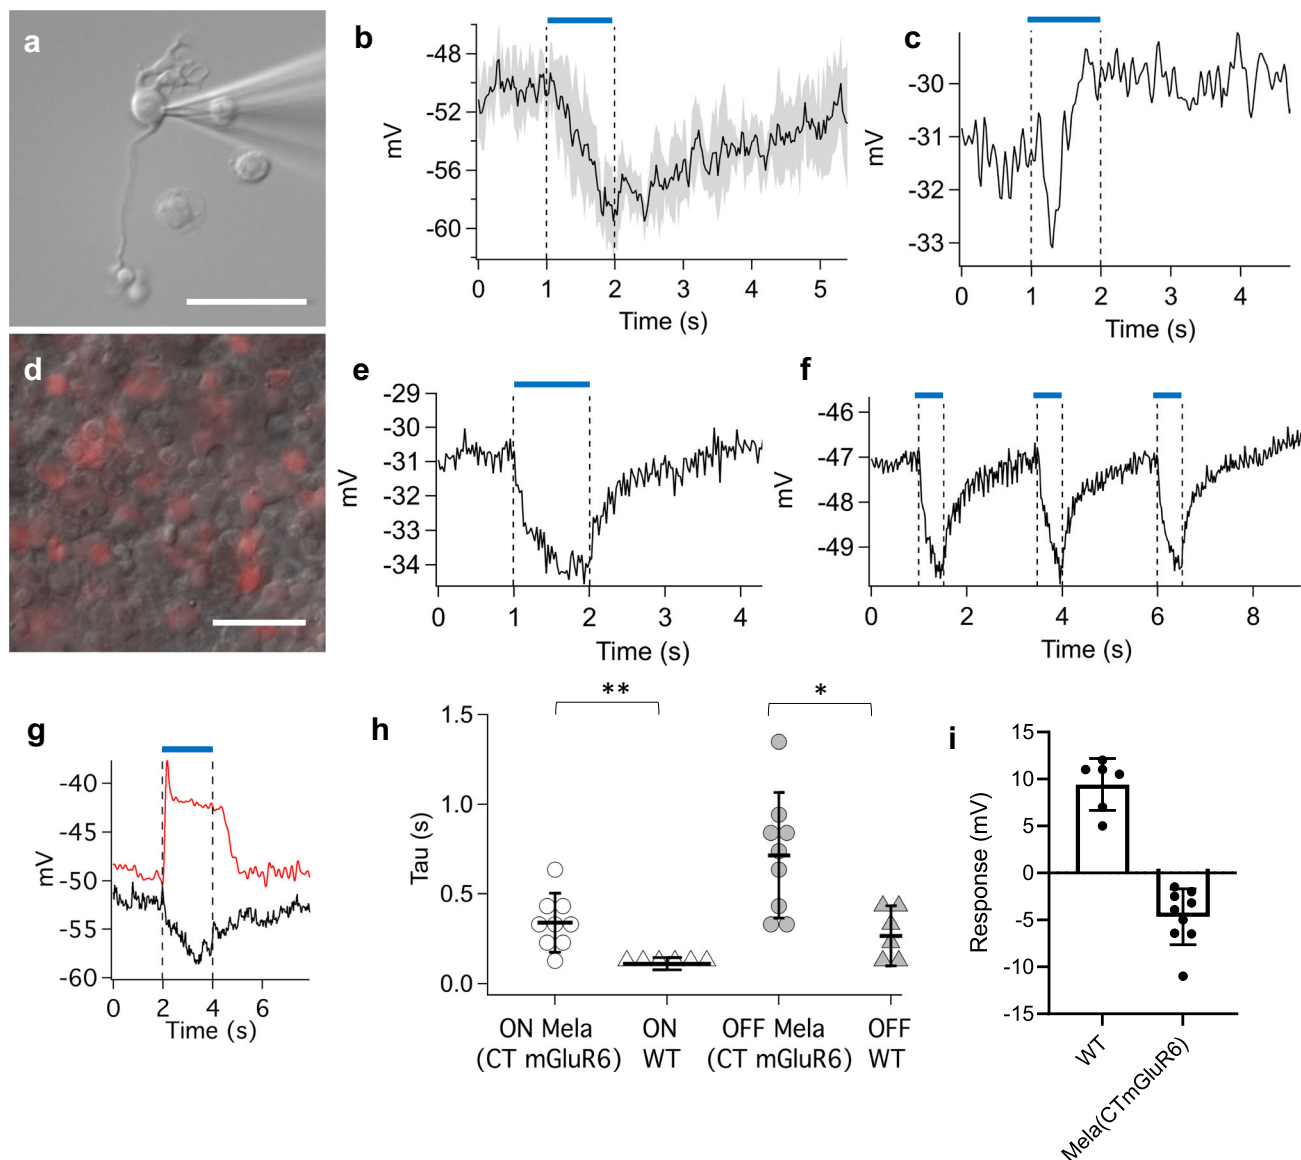 a
b
-48
-52
-56
-60
mV
0 1 2 3 4 5
Time (s)
c
-30
-31
-32
-33
mV
0 1 2 3 4
Time (s)
d
e
-29
-30
-31
-32
-33
-34
mV
0 1 2 3 4
Time (s)
f
-46
-47
-48
-49
mV
0 2 4 6 8
Time (s)
g
-40
-45
-50
-55
-60
mV
0 2 4 6
Time (s)
h
** *
1.5
1.0
0.5
0.0
Tau (s)
ON Mela ON OFF Mela OFF
(CT mGluR6) WT (CT mGluR6) WT
i
15
10
5
0
-5
-10
-15
Response (mV)
WT
Mela(CTmGluR6)